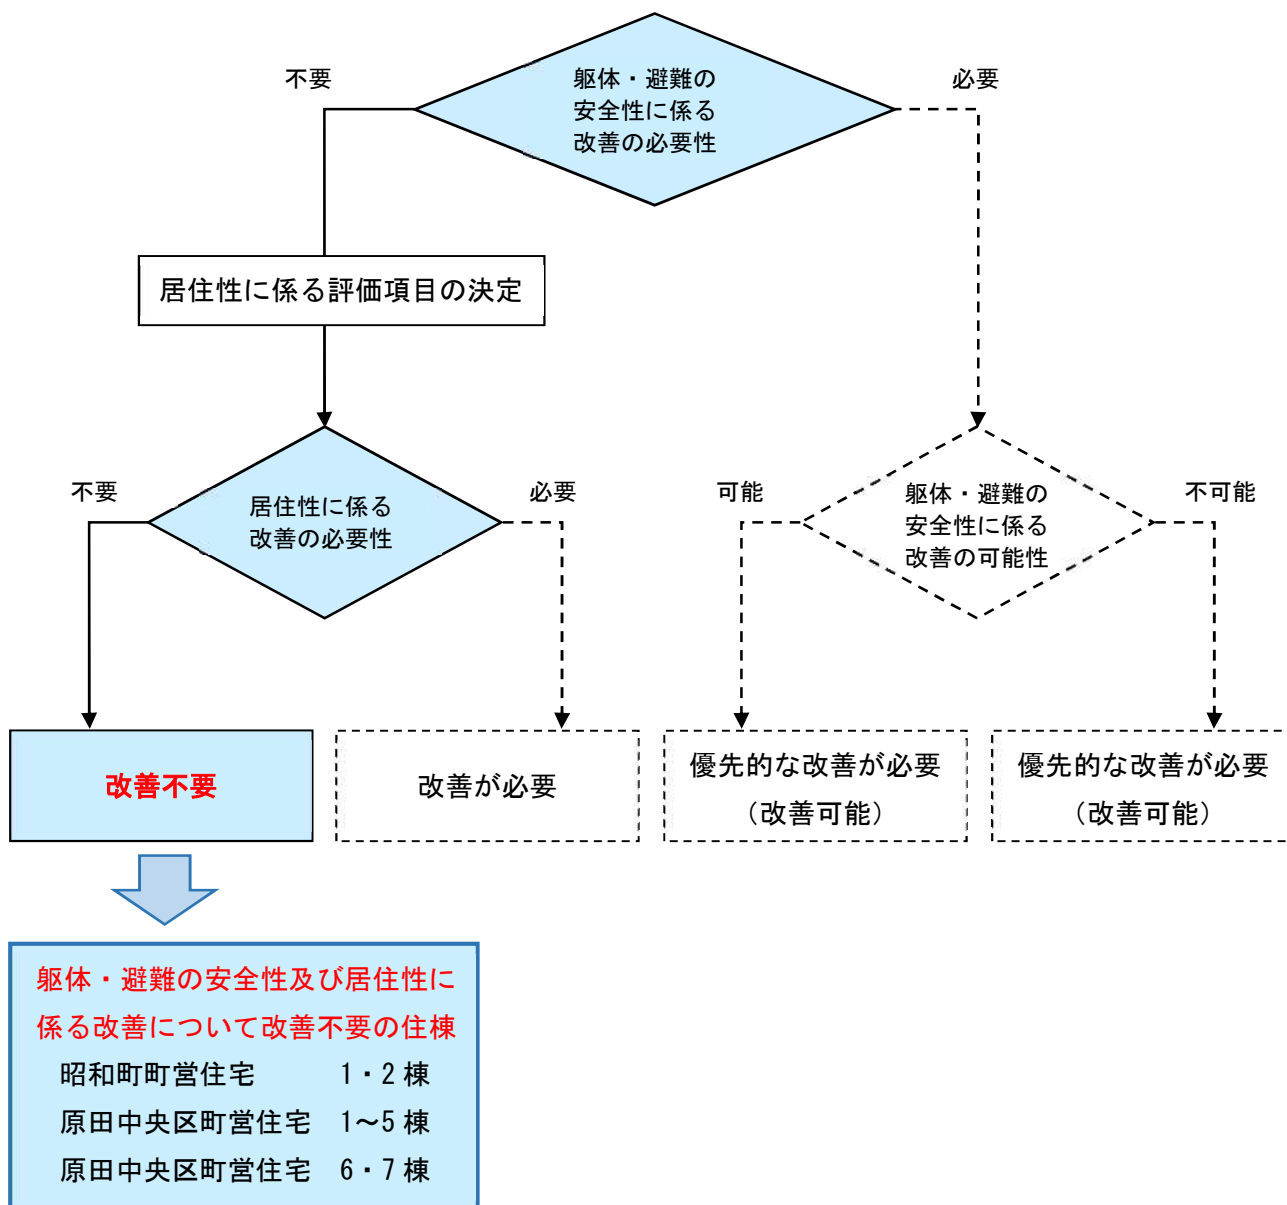 不要
躯体・避難の
安全性に係る
改善の必要性
必要
居住性に係る評価項目の決定
不要
居住性に係る
改善の必要性
必要
可能
躯体・避難の
安全性に係る
改善の可能性
不可能
改善不要
改善が必要
優先的な改善が必要
（改善可能）
優先的な改善が必要
（改善可能）
躯体・避難の安全性及び居住性に
係る改善について改善不要の住棟
昭和町町営住宅 1・2 棟
原田中央区町営住宅 1～5 棟
原田中央区町営住宅 6・7 棟